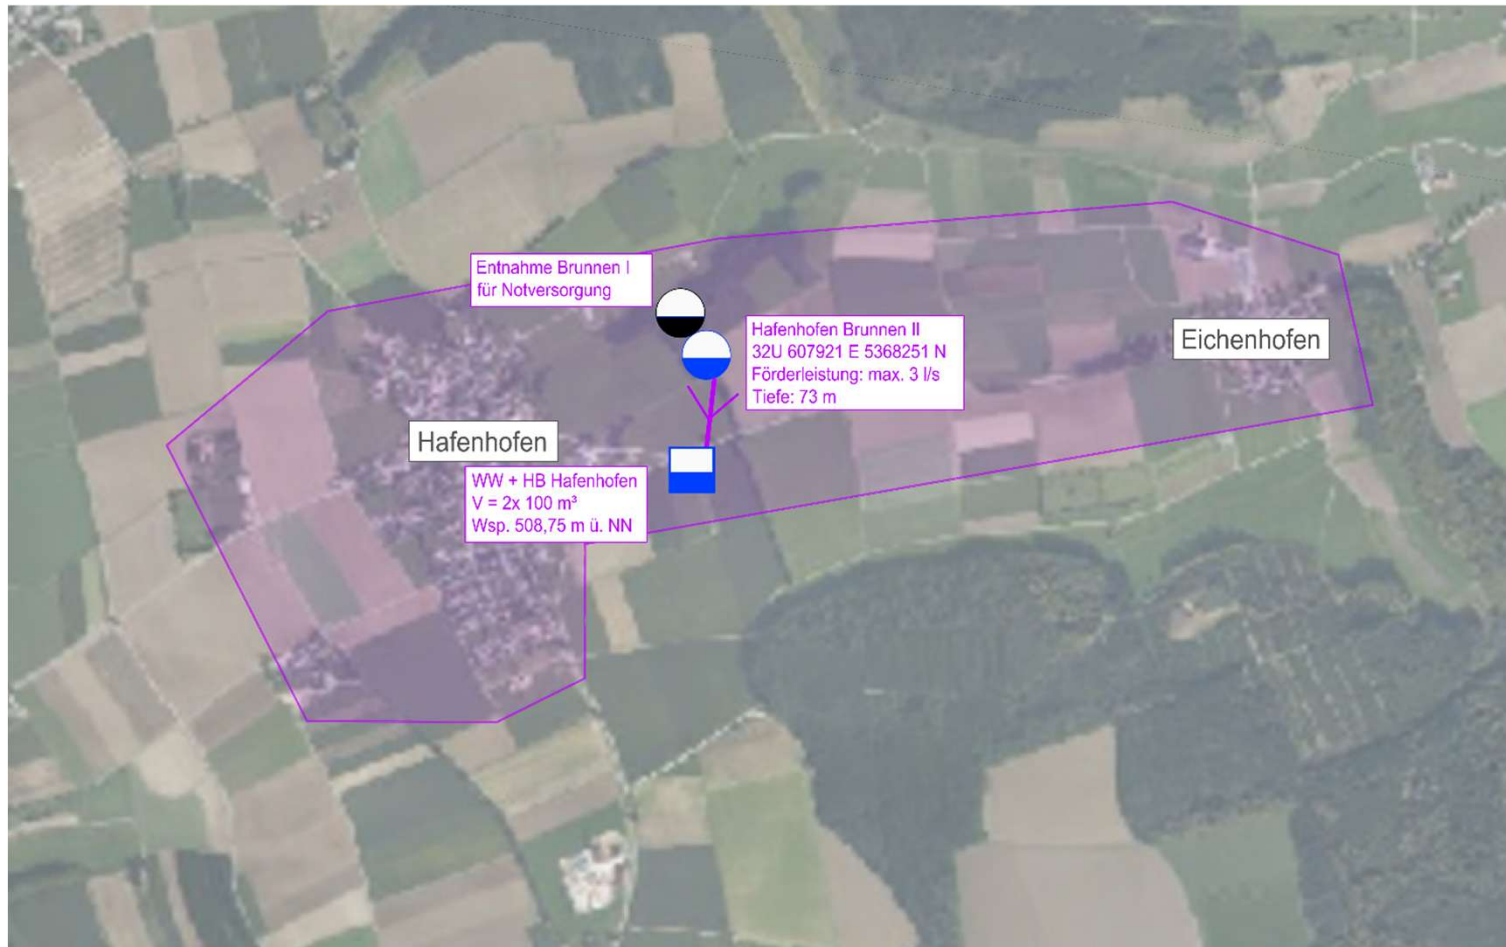 Entnahme Brunnen I
für Notversorgung
Hafenhofen Brunnen II
32U 607921 E 5368251 N
Förderleistung: max. 3 l/s
Tiefe: 73 m
Eichenhofen
Hafenhofen
WW + HB Hafenhofen
V = 2x 100 m³
Wsp. 508,75 m ü. NN